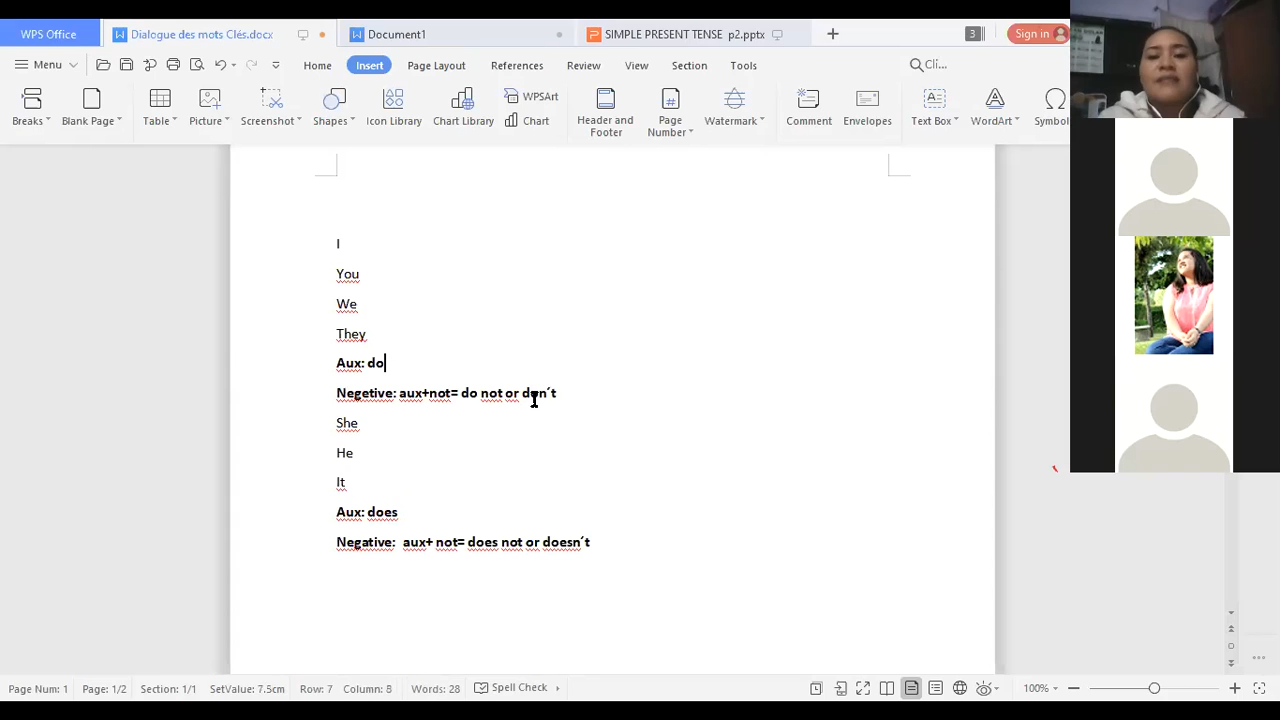 WPS Office
Dialogue des mots Clés.docx
Document1
SIMPLE PRESENT TENSE p2.pptx
3
Sign in
Menu
Home
Insert
Page Layout
References
Review
View
Section
Tools
Cli...
Breaks
Blank Page
Table
Picture
Screenshot
Shapes
Icon Library
Chart Library
WPSArt
Chart
Header and Footer
Page Number
Watermark
Comment
Envelopes
Text Box
WordArt
Symbol
I
You
We
They
Aux: do
Negetive: aux+not= do not or don´t
She
He
It
Aux: does
Negative:  aux+ not= does not or doesn´t
Page Num: 1
Page: 1/2
Section: 1/1
SetValue: 7.5cm
Row: 7
Column: 8
Words: 28
Spell Check
100%